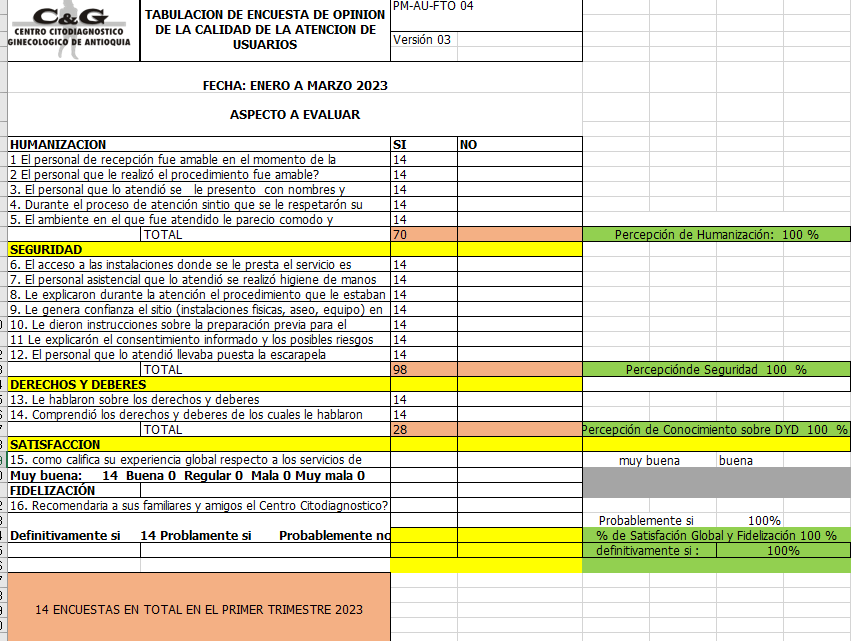 C&G
CENTRO CITODIAGNOSTICO
GINECOLOGICO DE ANTIOQUIA
TABULACION DE ENCUESTA DE OPINION
DE LA CALIDAD DE LA ATENCION DE
USUARIOS
PM-AU-FTO 04
Versión 03
FECHA: ENERO A MARZO 2023
ASPECTO A EVALUAR
HUMANIZACION SI NO
1 El personal de recepción fue amable en el momento de la 14
2 El personal que le realizó el procedimiento fue amable? 14
3. El personal que lo atendió se le presento con nombres y 14
4. Durante el proceso de atención sintio que se le respetarón su 14
5. El ambiente en el que fue atendido le parecio comodo y 14
TOTAL 70 Percepción de Humanización: 100 %
SEGURIDAD
6. El acceso a las instalaciones donde se le presta el servicio es 14
7. El personal asistencial que lo atendió se realizó higiene de manos 14
8. Le explicaron durante la atención el procedimiento que le estaban 14
9. Le genera confianza el sitio (instalaciones fisicas, aseo, equipo) en 14
10. Le dieron instrucciones sobre la preparación previa para el 14
11 Le explicarón el consentimiento informado y los posibles riesgos 14
12. El personal que lo atendió llevaba puesta la escarapela 14
TOTAL 98 Percepciónde Seguridad 100 %
DERECHOS Y DEBERES
13. Le hablaron sobre los derechos y deberes 14
14. Comprendió los derechos y deberes de los cuales le hablaron 14
TOTAL 28 Percepción de Conocimiento sobre DYD 100 %
SATISFACCION
15. como califica su experiencia global respecto a los servicios de muy buena buena
Muy buena: 14 Buena 0 Regular 0 Mala 0 Muy mala 0
FIDELIZACIÓN
16. Recomendaria a sus familiares y amigos el Centro Citodiagnostico?
Probablemente si 100%
Definitivamente si 14 Problamente si Probablemente no % de Satisfación Global y Fidelización 100 %
definitivamente si : 100%
14 ENCUESTAS EN TOTAL EN EL PRIMER TRIMESTRE 2023